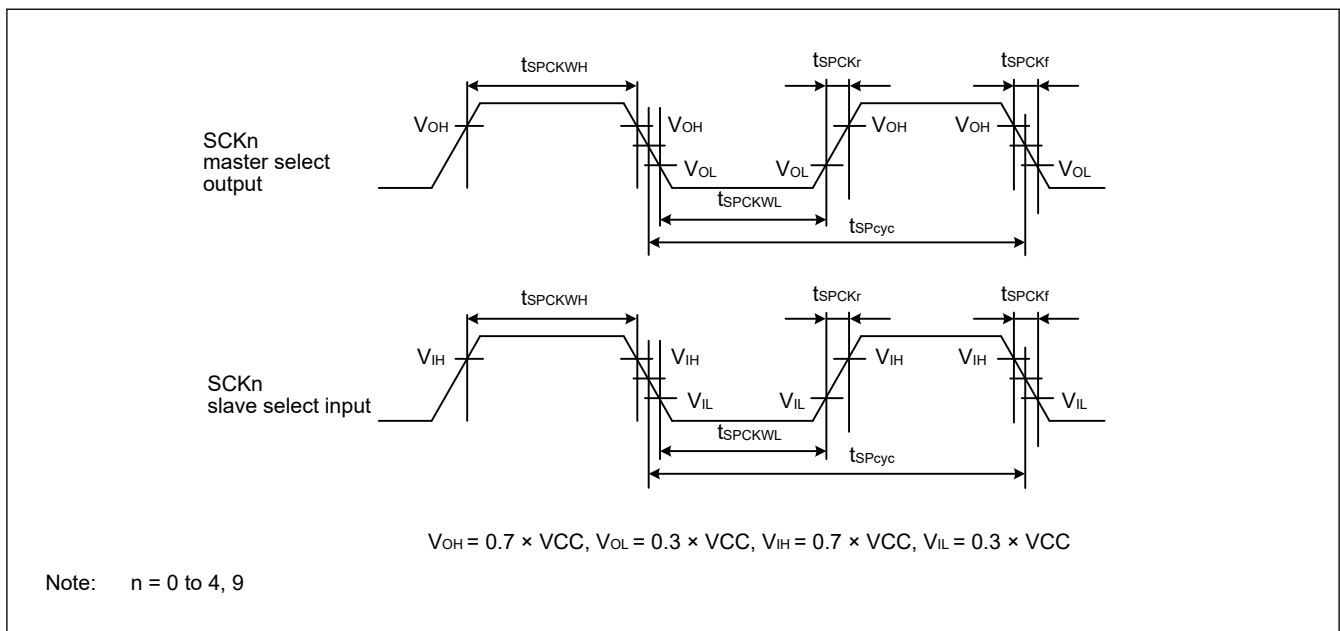 tSPCKWH
tSPCKr
tSPCKf
VOH
VOH
VOH
VOH
SCKn
master select
output
VOL
VOL
VOL
tSPCKWL
tSPcyc
tSPCKWH
tSPCKr
tSPCKf
VIH
VIH
VIH
VIH
SCKn
slave select input
VIL
VIL
VIL
tSPCKWL
tSPcyc
VOH = 0.7 × VCC, VOL = 0.3 × VCC, VIH = 0.7 × VCC, VIL = 0.3 × VCC
Note: n = 0 to 4, 9